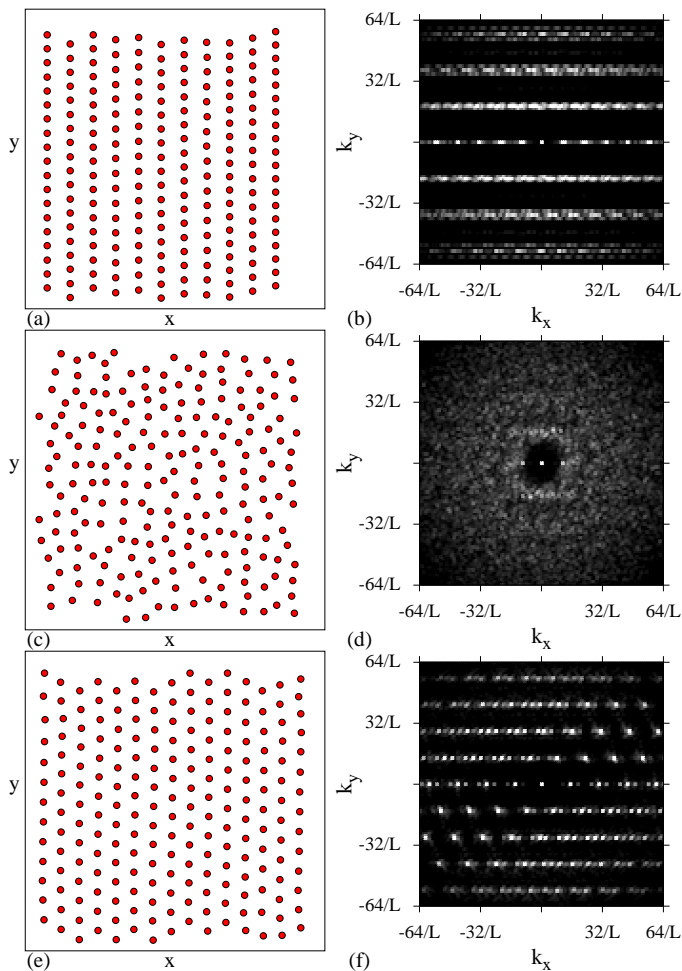 y
(a)
x
64/L
32/L
k_y
-32/L
-64/L
-64/L -32/L 32/L 64/L
(b)
k_x
y
(c)
x
64/L
32/L
k_y
-32/L
-64/L
-64/L -32/L 32/L 64/L
(d)
k_x
y
(e)
x
64/L
32/L
k_y
-32/L
-64/L
-64/L -32/L 32/L 64/L
(f)
k_x